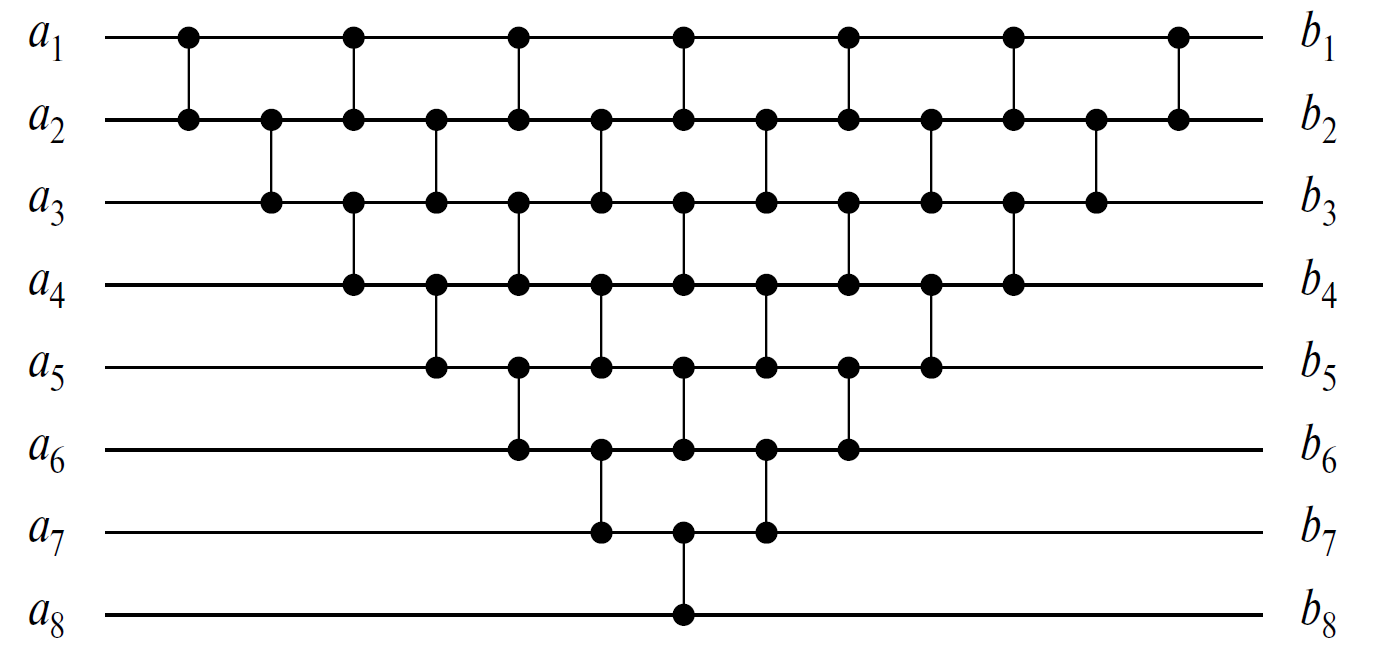 a₁ b₁
a₂ b₂
a₃ b₃
a₄ b₄
a₅ b₅
a₆ b₆
a₇ b₇
a₈ b₈